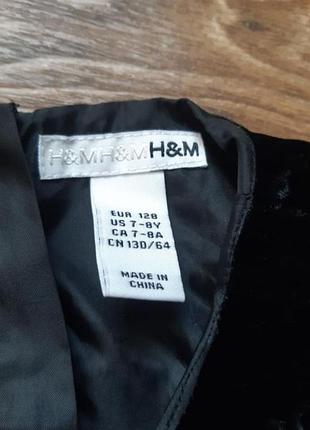 H&MH&MH&M
EUR 128
US 7-8Y
CA 7-8A
CN 130/64
MADE IN
CHINA